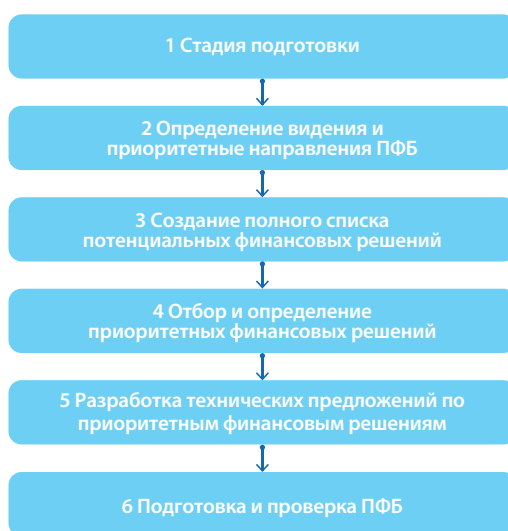 1 Стадия подготовки
2 Определение видения и
приоритетные направления ПФБ
3 Создание полного списка
потенциальных финансовых решений
4 Отбор и определение
приоритетных финансовых решений
5 Разработка технических предложений по
приоритетным финансовым решениям
6 Подготовка и проверка ПФБ